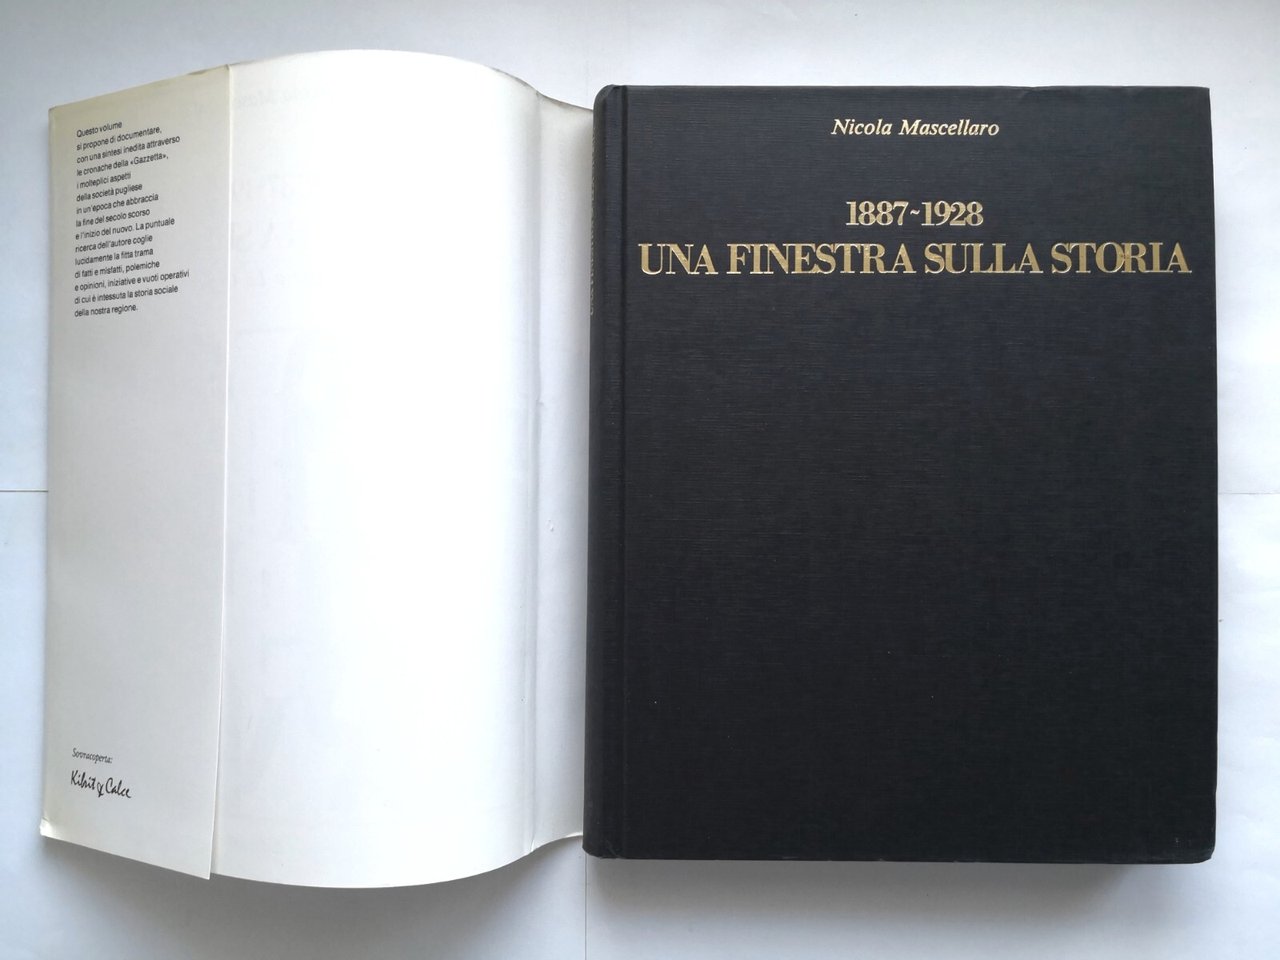 Questo volume
si propone di documentare,
con una sintesi inedita attraverso
le cronache della «Gazzetta»,
i molteplici aspetti
della società pugliese
in un'epoca che abbraccia
la fine del secolo scorso
e l'inizio del nuovo. La puntuale
ricerca dell'autore coglie
lucidamente la fitta trama
di fatti e misfatti, polemiche
e opinioni, iniziative e vuoti operativi
di cui è intessuta la storia sociale
della nostra regione.
Sovraccoperta:
Kibrit & Calce
Nicola Mascellaro
1887~1928
UNA FINESTRA SULLA STORIA